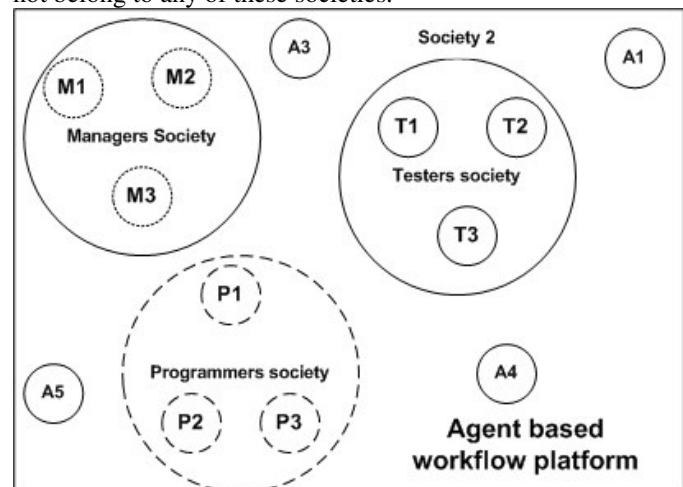 not belong to any of these societies.
A3
Society 2
A1
M1
M2
Managers Society
M3
T1
T2
Testers society
T3
P1
Programmers society
P2
P3
A5
A4
Agent based
workflow platform